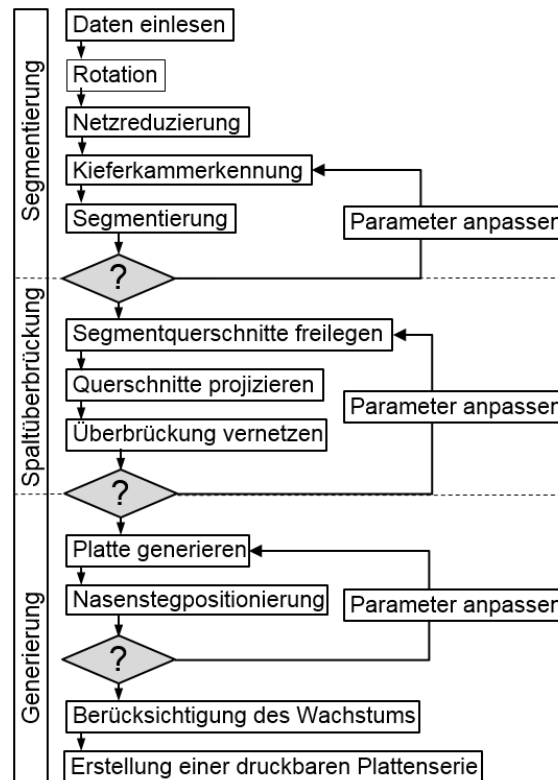 Segmentierung
Daten einlesen
Rotation
Netzreduzierung
Kieferkammerkennung
Segmentierung
Parameter anpassen
?
Spaltüberbrückung
Segmentquerschnitte freilegen
Querschnitte projizieren
Parameter anpassen
Überbrückung vernetzen
?
Generierung
Platte generieren
Nasenstegpositionierung
Parameter anpassen
?
Berücksichtigung des Wachstums
Erstellung einer druckbaren Plattenserie